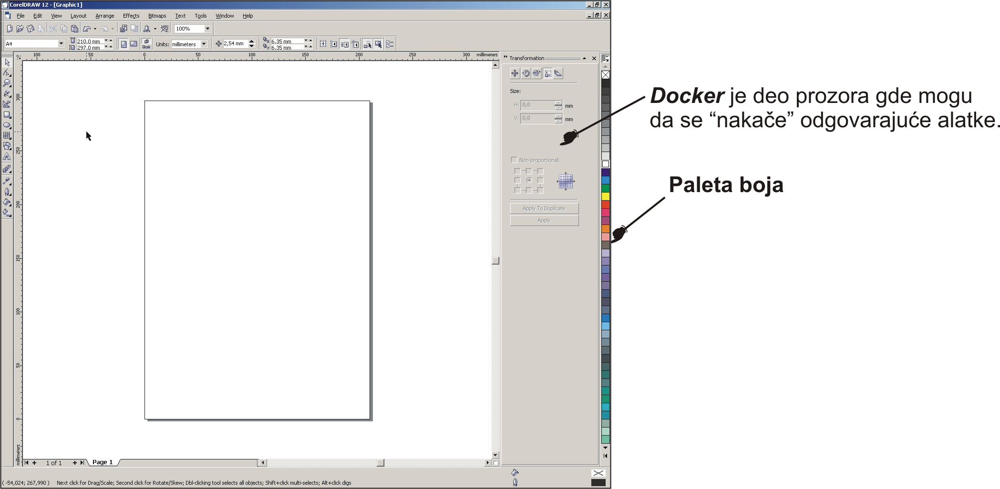 CorelDRAW 12 - [Graphic1]
File Edit View Layout Arrange Effects Bitmaps Text Tools Window Help
100%
A4
210,0 mm
297,0 mm
Units: millimeters
2,54 mm
x 6.35 mm
y 6.35 mm
100 50 0 50 100 150 200 250 300 millimeters
300
250
200
150
100
50
0
millimeters
Transformation
Size:
H: 0,0 mm
V: 0,0 mm
Non-proportional
Apply To Duplicate
Apply
Docker je deo prozora gde mogu
da se “nakače” odgovarajuće alatke.
Paleta boja
1 of 1
Page 1
( -54,024; 267,990 ) Next click for Drag/Scale; Second click for Rotate/Skew; Dbl-clicking tool selects all objects; Shift+click multi-selects; Alt+click digs